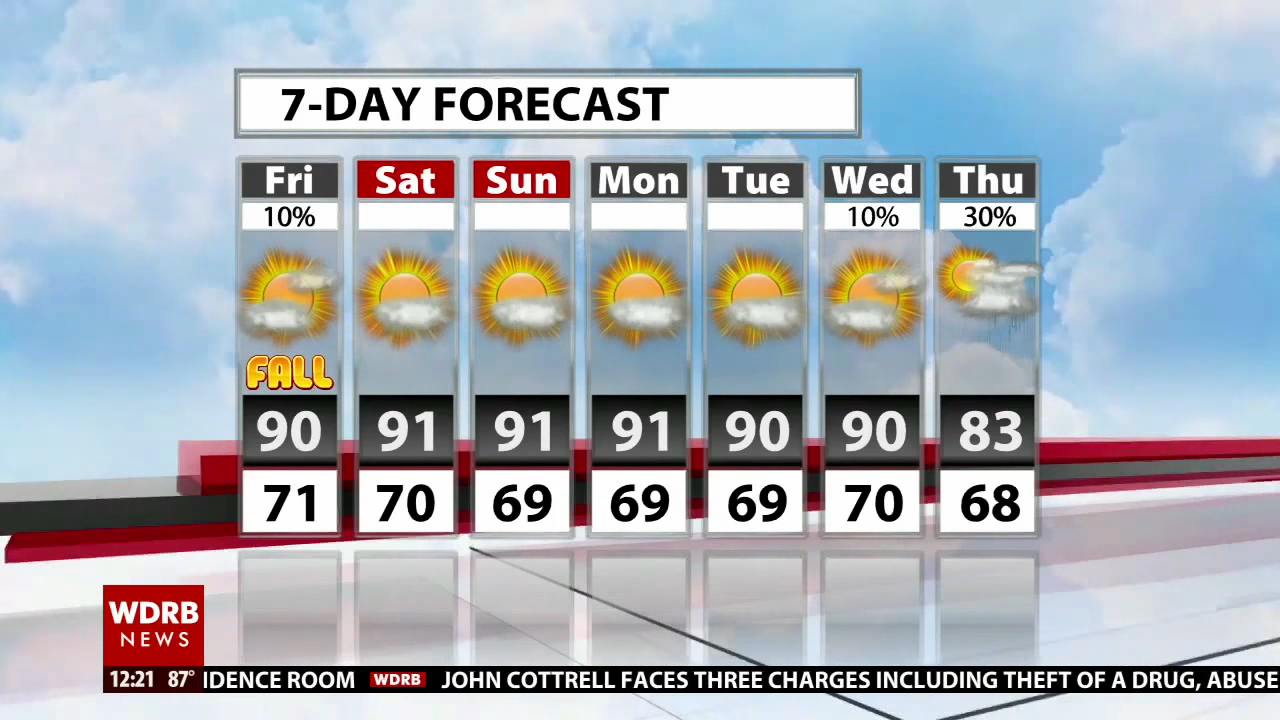 7-DAY FORECAST
Fri Sat Sun Mon Tue Wed Thu
10% 10% 30%
FALL
90 91 91 91 90 90 83
71 70 69 69 69 70 68
WDRB
NEWS
12:21 87° IDENCE ROOM WDRB JOHN COTTRELL FACES THREE CHARGES INCLUDING THEFT OF A DRUG, ABUSE